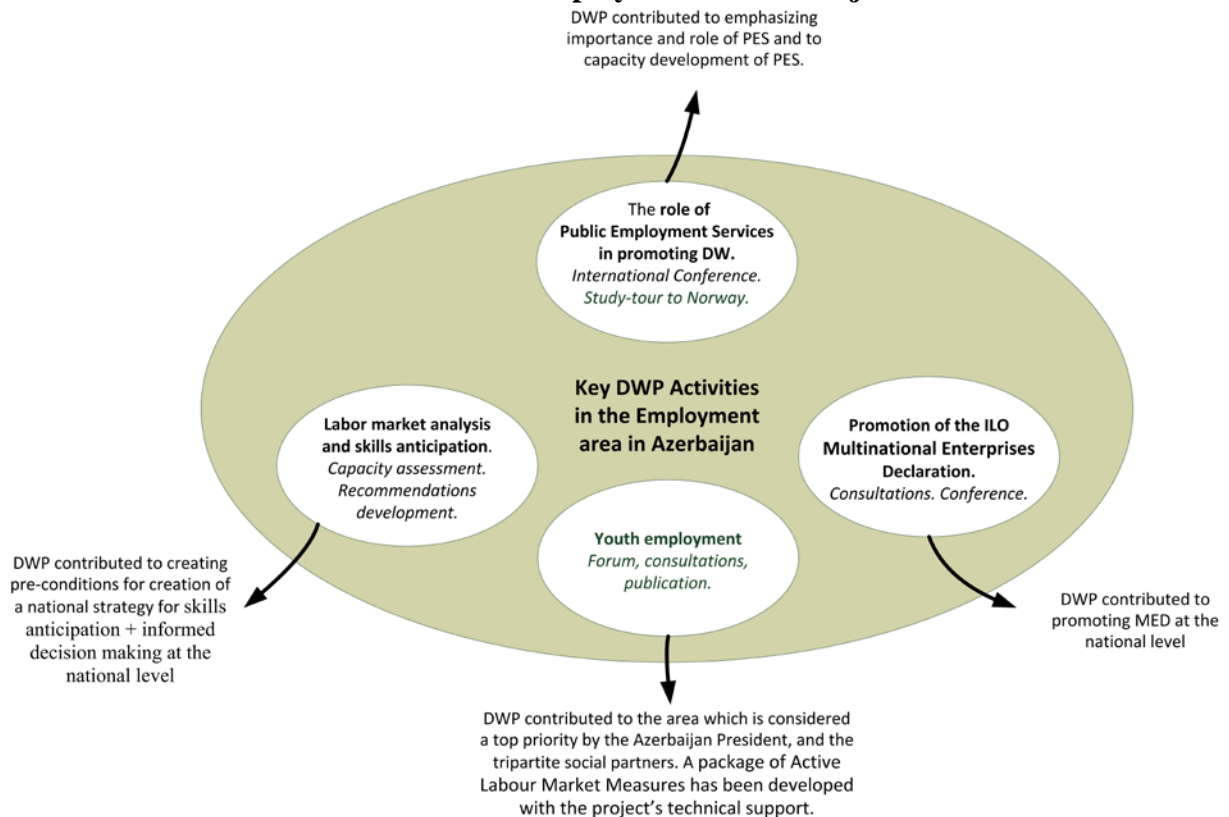 DWP contributed to emphasizing
importance and role of PES and to
capacity development of PES.
The role of
Public Employment Services
in promoting DW.
International Conference.
Study-tour to Norway.
Key DWP Activities
in the Employment
area in Azerbaijan
Labor market analysis
and skills anticipation.
Capacity assessment.
Recommendations
development.
Promotion of the ILO
Multinational Enterprises
Declaration.
Consultations. Conference.
Youth employment
Forum, consultations,
publication.
DWP contributed to creating
pre-conditions for creation of
a national strategy for skills
anticipation + informed
decision making at the
national level
DWP contributed to
promoting MED at the
national level
DWP contributed to the area which is considered
a top priority by the Azerbaijan President, and the
tripartite social partners. A package of Active
Labour Market Measures has been developed
with the project's technical support.